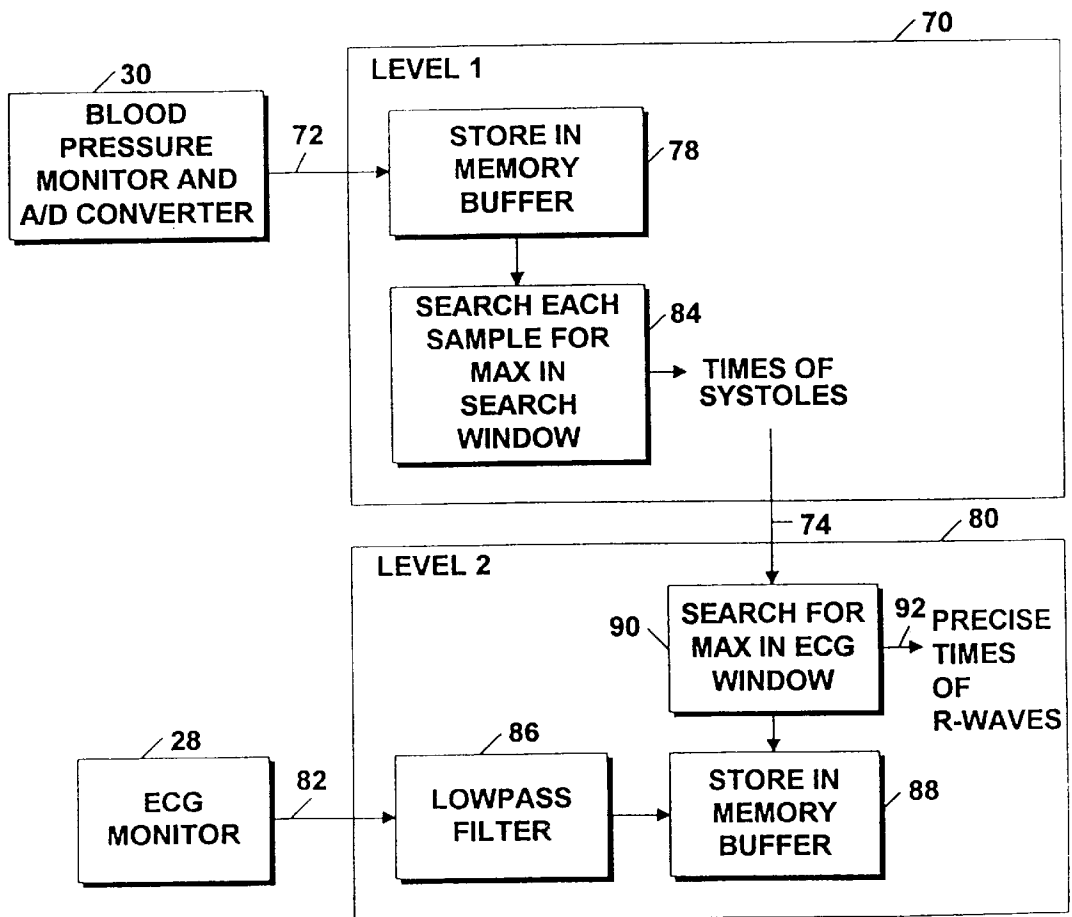 70
LEVEL 1
30
BLOOD
PRESSURE
MONITOR AND
A/D CONVERTER
72
STORE IN
MEMORY
BUFFER
78
SEARCH EACH
SAMPLE FOR
MAX IN
SEARCH
WINDOW
84
TIMES OF
SYSTOLES
74
80
LEVEL 2
90
SEARCH FOR
MAX IN ECG
WINDOW
92
PRECISE
TIMES
OF
R-WAVES
28
ECG
MONITOR
82
86
LOWPASS
FILTER
STORE IN
MEMORY
BUFFER
88